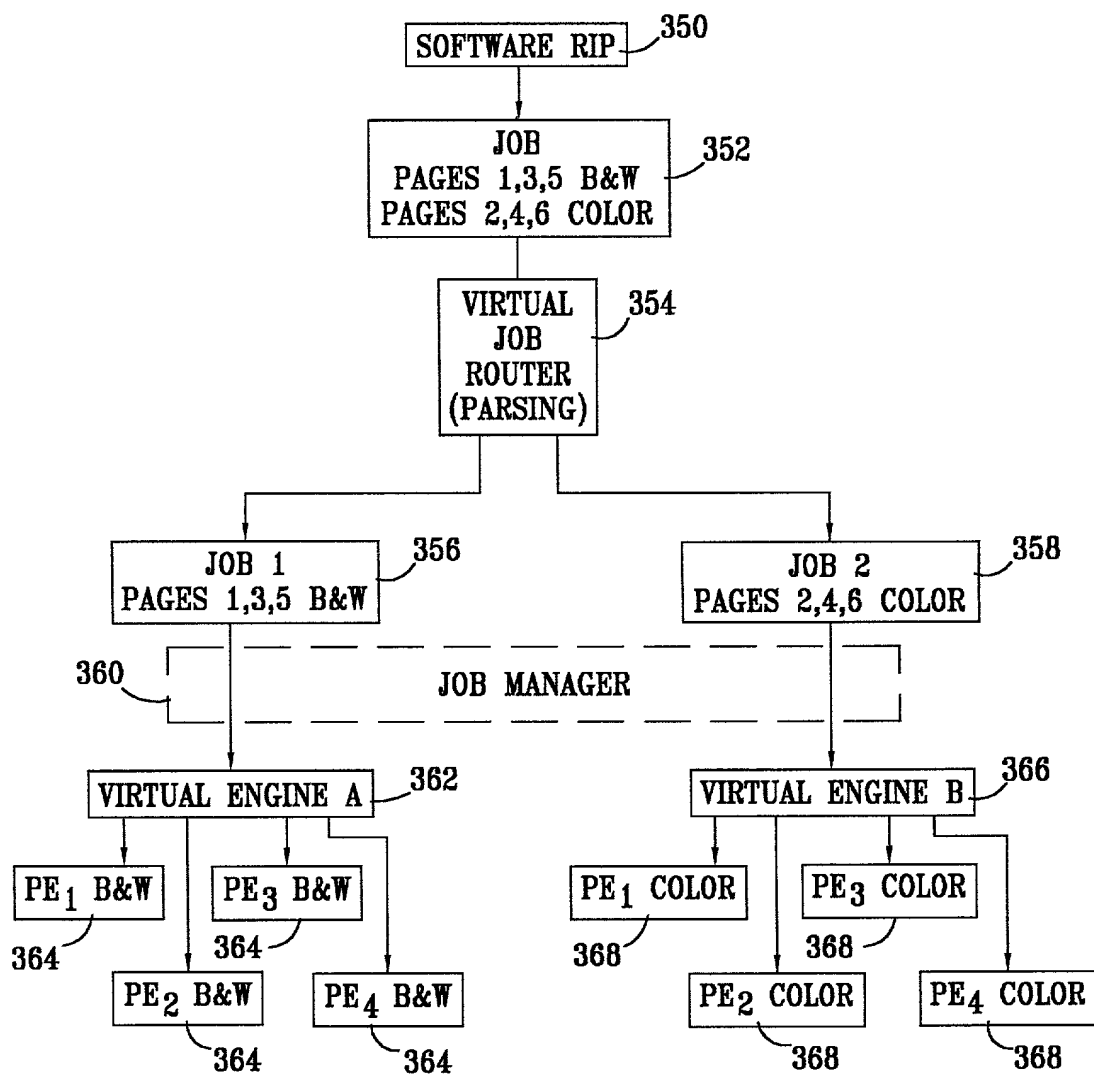 SOFTWARE RIP
350
JOB
PAGES 1,3,5 B&W
PAGES 2,4,6 COLOR
352
VIRTUAL
JOB
ROUTER
(PARSING)
354
JOB 1
PAGES 1,3,5 B&W
356
JOB 2
PAGES 2,4,6 COLOR
358
360
JOB MANAGER
VIRTUAL ENGINE A
362
VIRTUAL ENGINE B
366
PE1 B&W
364
PE3 B&W
364
PE1 COLOR
368
PE3 COLOR
368
PE2 B&W
364
PE4 B&W
364
PE2 COLOR
368
PE4 COLOR
368